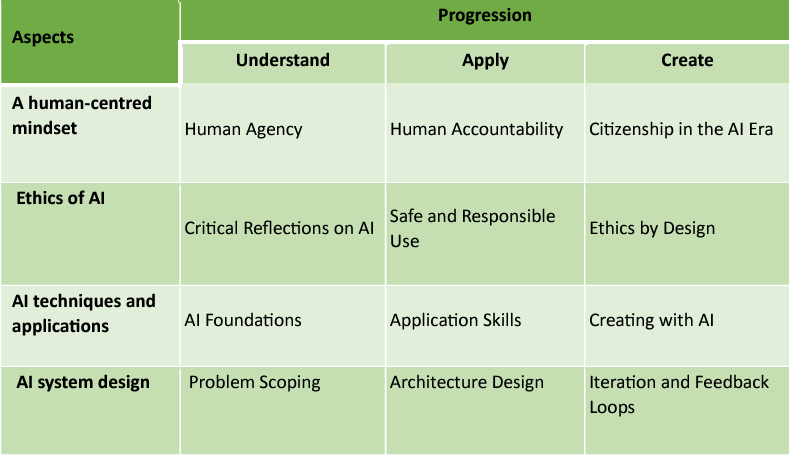 Aspects
Progression
Understand
Apply
Create
A human-centred
mindset
Human Agency
Human Accountability
Citizenship in the AI Era
Ethics of AI
Critical Reflections on AI
Safe and Responsible
Use
Ethics by Design
AI techniques and
applications
AI Foundations
Application Skills
Creating with AI
AI system design
Problem Scoping
Architecture Design
Iteration and Feedback
Loops